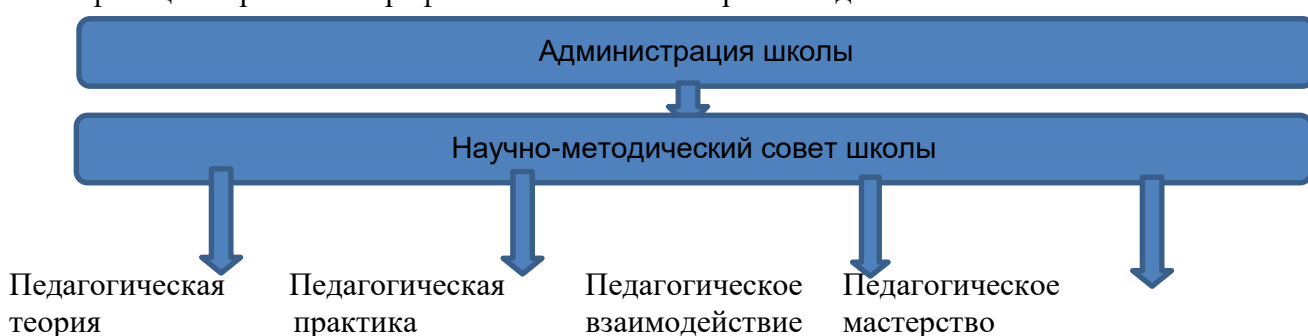 Администрация школы
Научно-методический совет школы
Педагогическая Педагогическая Педагогическое Педагогическое
теория практика взаимодействие мастерство